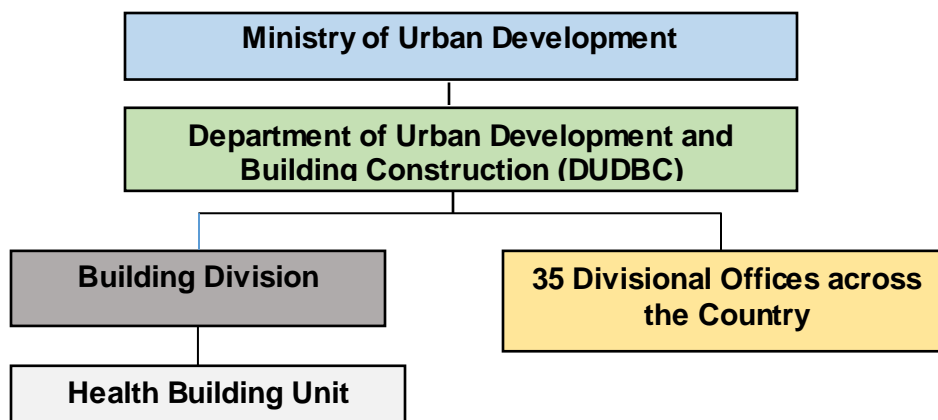 Ministry of Urban Development
Department of Urban Development and
Building Construction (DUDBC)
Building Division
35 Divisional Offices across
the Country
Health Building Unit